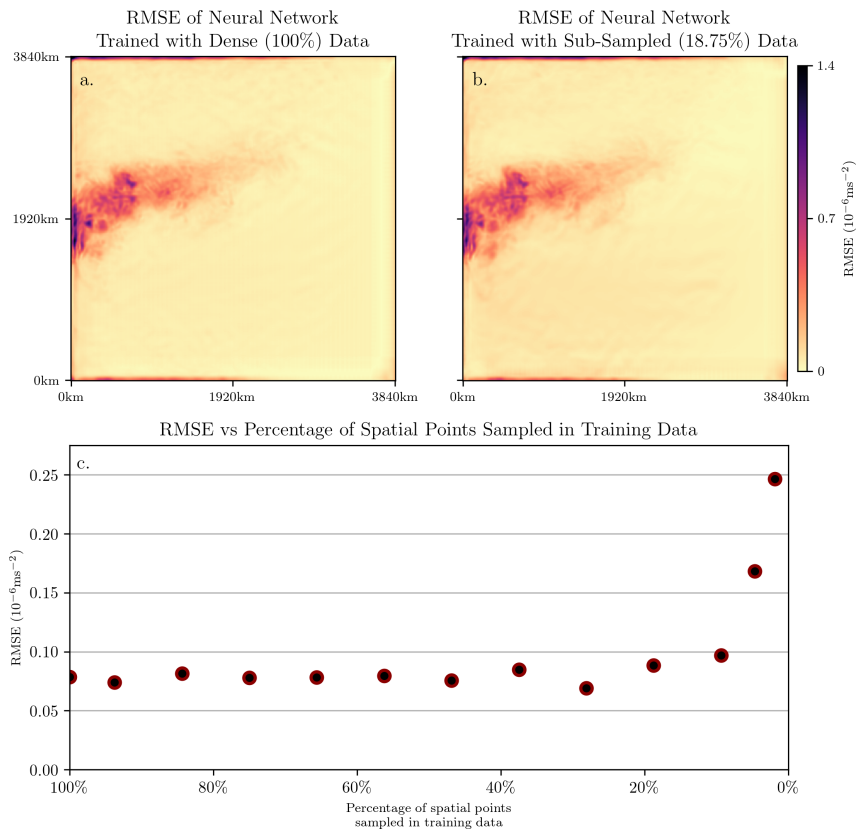 RMSE of Neural Network
Trained with Dense (100%) Data
RMSE of Neural Network
Trained with Sub-Sampled (18.75%) Data
a.
3840km
1920km
0km
0km
1920km
3840km
b.
0km
1920km
3840km
1.4
0.7
0
RMSE (10⁻⁶ms⁻²)
RMSE vs Percentage of Spatial Points Sampled in Training Data
c.
0.25
0.20
0.15
0.10
0.05
0.00
RMSE (10⁻⁶ms⁻²)
100%
80%
60%
40%
20%
0%
Percentage of spatial points
sampled in training data